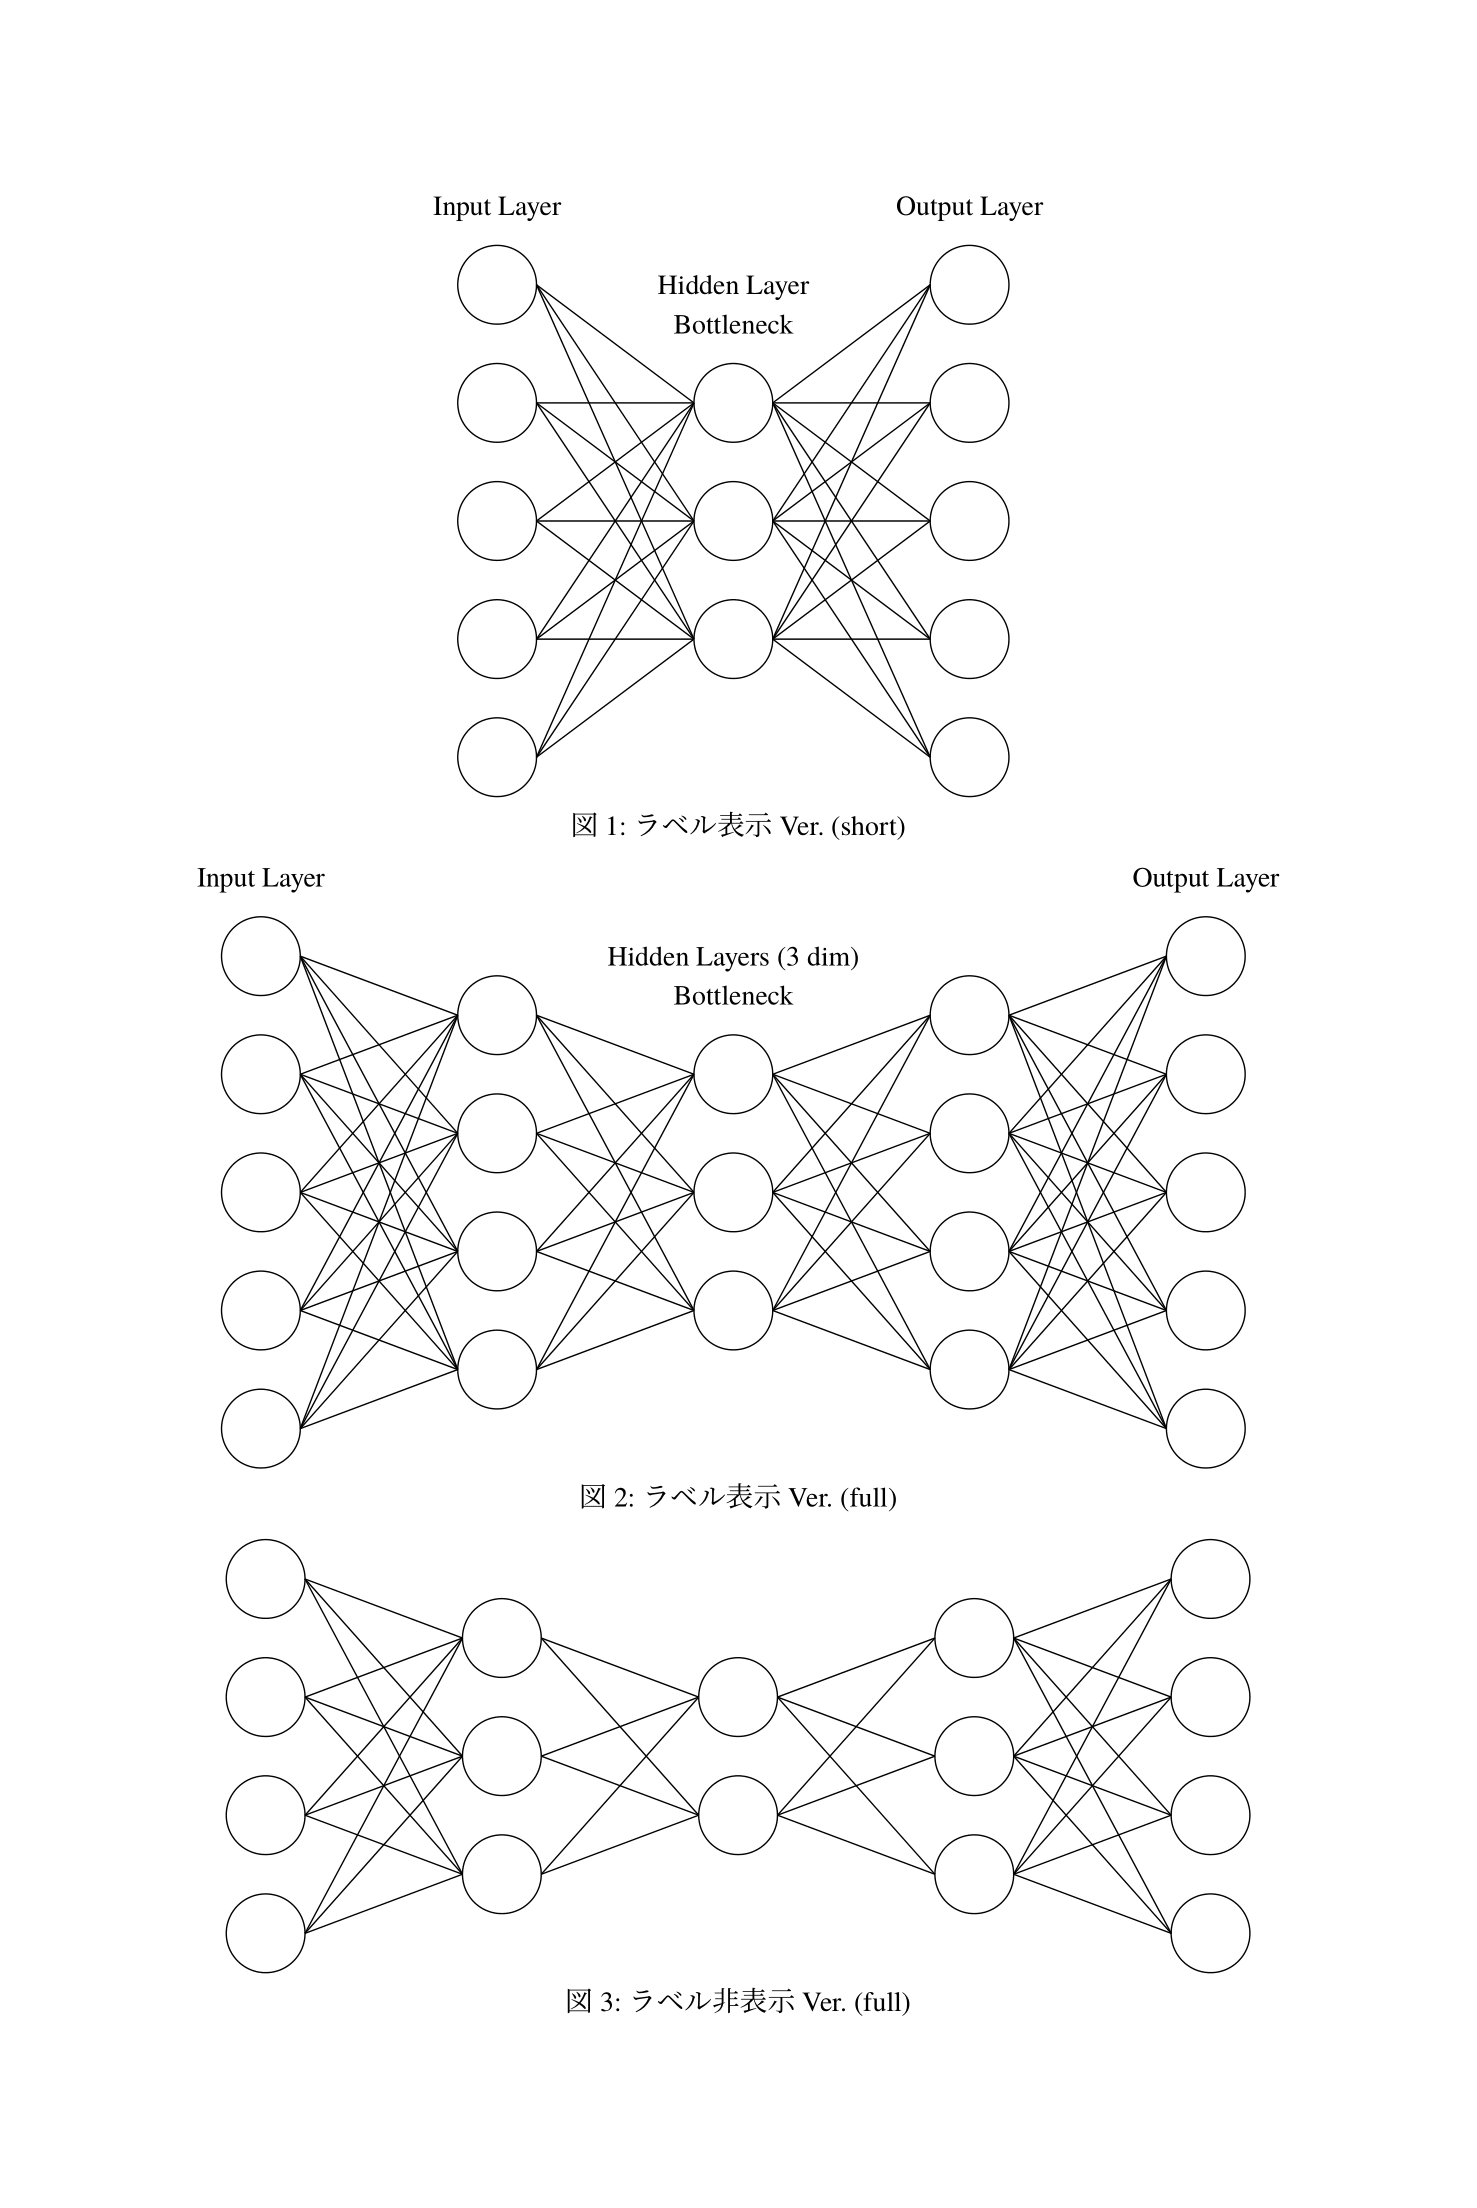 Input Layer
Output Layer
Hidden Layer
Bottleneck
図 1: ラベル表示 Ver. (short)
Input Layer
Output Layer
Hidden Layers (3 dim)
Bottleneck
図 2: ラベル表示 Ver. (full)
図 3: ラベル非表示 Ver. (full)